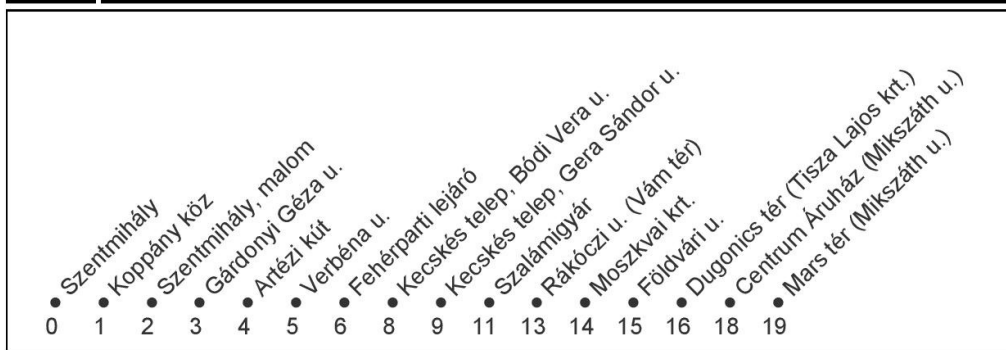 Szentmihály
Koppány köz
Szentmihály, malom
Gárdonyi Géza u.
Artézi kút
Verbéna u.
Fehérparti lejáró
Kecskés telep, Bódi Vera u.
Kecskés telep, Gera Sándor u.
Szalámigyár
Rákóczi u. (Vám tér)
Moszkvai krt.
Földvári u.
Dugonics tér (Tisza Lajos krt.)
Centrum Áruház (Mikszáth u.)
Mars tér (Mikszáth u.)
0 1 2 3 4 5 6 8 9 11 13 14 15 16 18 19